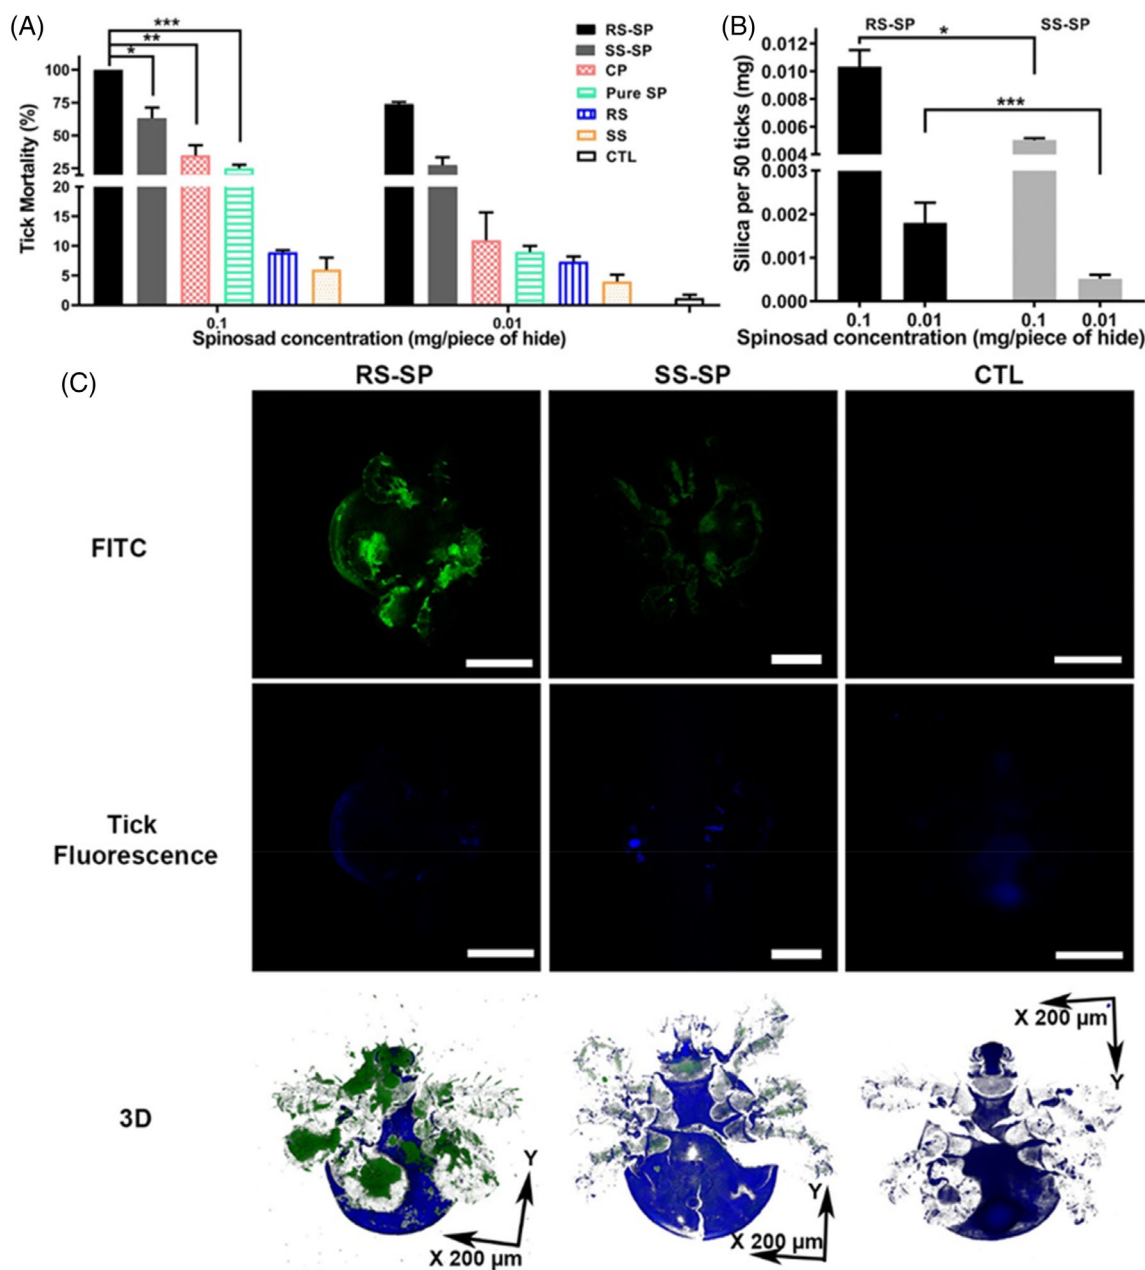 (A)
***
**
*
Tick Mortality (%)
100
75
50
25
20
15
10
5
0
0.1
0.01
Spinosad concentration (mg/piece of hide)
RS-SP
SS-SP
CP
Pure SP
RS
SS
CTL
(B)
RS-SP
SS-SP
*
***
Silica per 50 ticks (mg)
0.012
0.010
0.008
0.006
0.004
0.003
0.002
0.001
0.000
0.1
0.01
0.1
0.01
Spinosad concentration (mg/piece of hide)
(C)
RS-SP
SS-SP
CTL
FITC
Tick
Fluorescence
3D
Y
X 200 µm
Y
X 200 µm
X 200 µm
Y